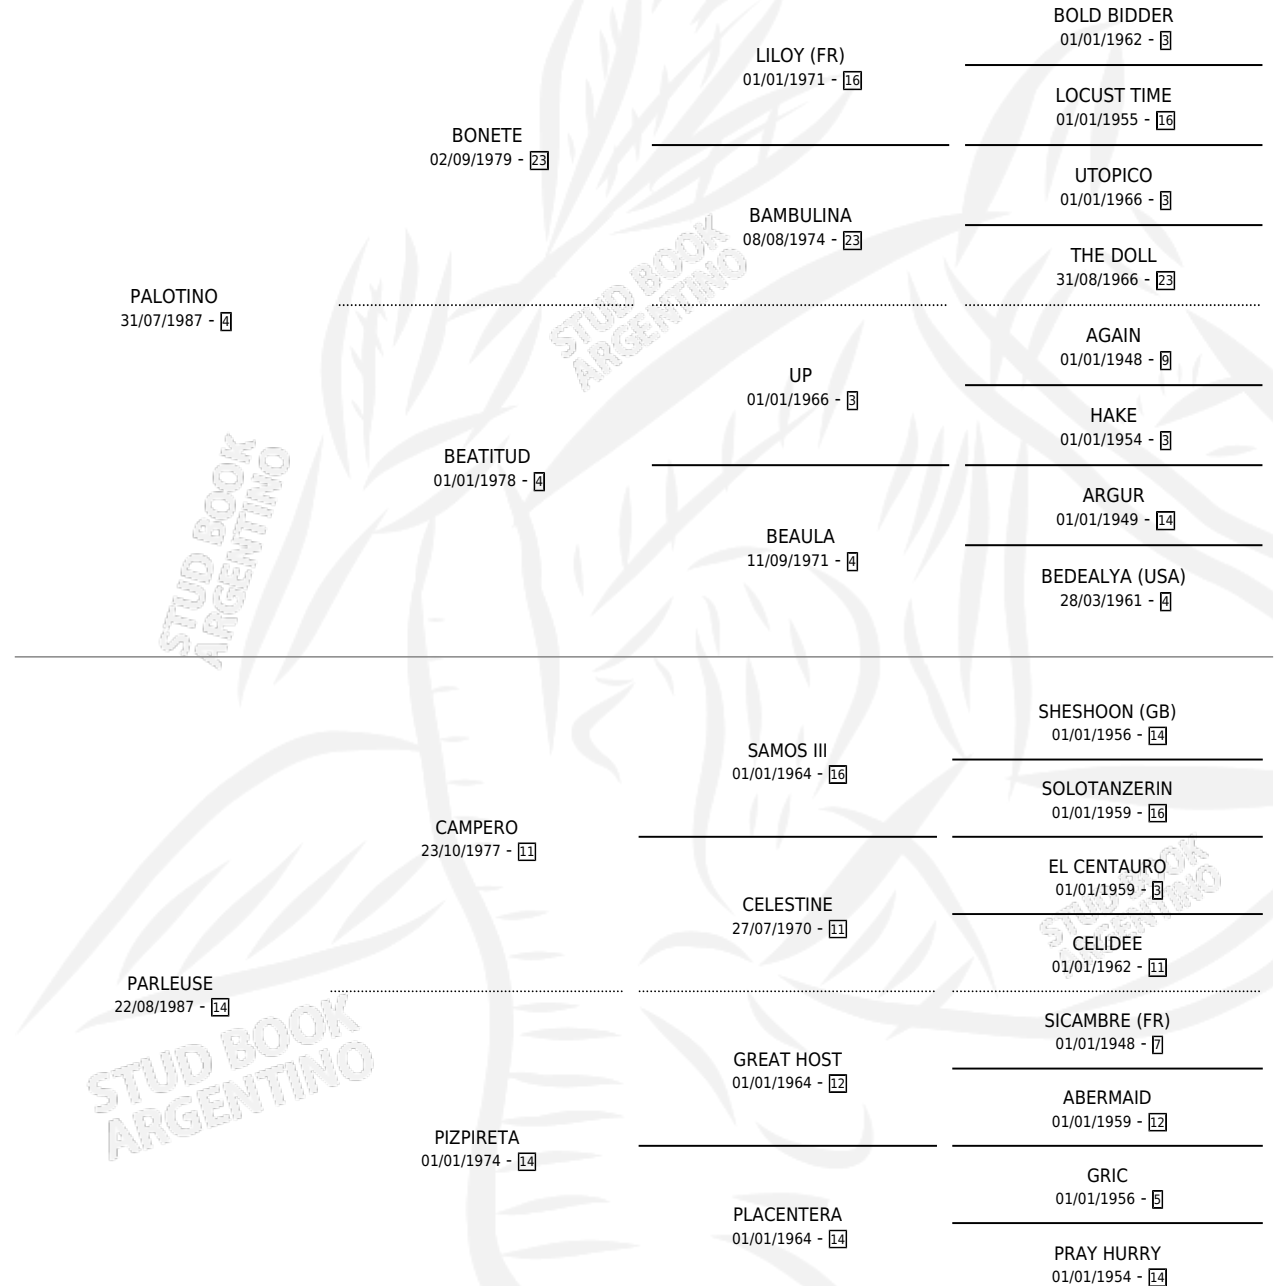 BOLD BIDDER
01/01/1962 - 3
LILOY (FR)
01/01/1971 - 16
LOCUST TIME
01/01/1955 - 16
BONETE
02/09/1979 - 23
UTOPICO
01/01/1966 - 3
BAMBULINA
08/08/1974 - 23
THE DOLL
31/08/1966 - 23
PALOTINO
31/07/1987 - 4
AGAIN
01/01/1948 - 9
UP
01/01/1966 - 3
HAKE
01/01/1954 - 3
BEATITUD
01/01/1978 - 4
ARGUR
01/01/1949 - 14
BEAULA
11/09/1971 - 4
BEDEALYA (USA)
28/03/1961 - 4
STUD BOOK
ARGENTINO
STUD BOOK
ARGENTINO
SHESHOON (GB)
01/01/1956 - 14
SAMOS III
01/01/1964 - 16
SOLOTANZERIN
01/01/1959 - 16
CAMPERO
23/10/1977 - 11
EL CENTAURO
01/01/1959 - 3
CELESTINE
27/07/1970 - 11
CELIDEE
01/01/1962 - 11
PARLEUSE
22/08/1987 - 14
SICAMBRE (FR)
01/01/1948 - 7
GREAT HOST
01/01/1964 - 12
ABERMAID
01/01/1959 - 12
PIZPIRETA
01/01/1974 - 14
GRIC
01/01/1956 - 5
PLACENTERA
01/01/1964 - 14
PRAY HURRY
01/01/1954 - 14
STUD BOOK
ARGENTINO
STUD BOOK
ARGENTINO